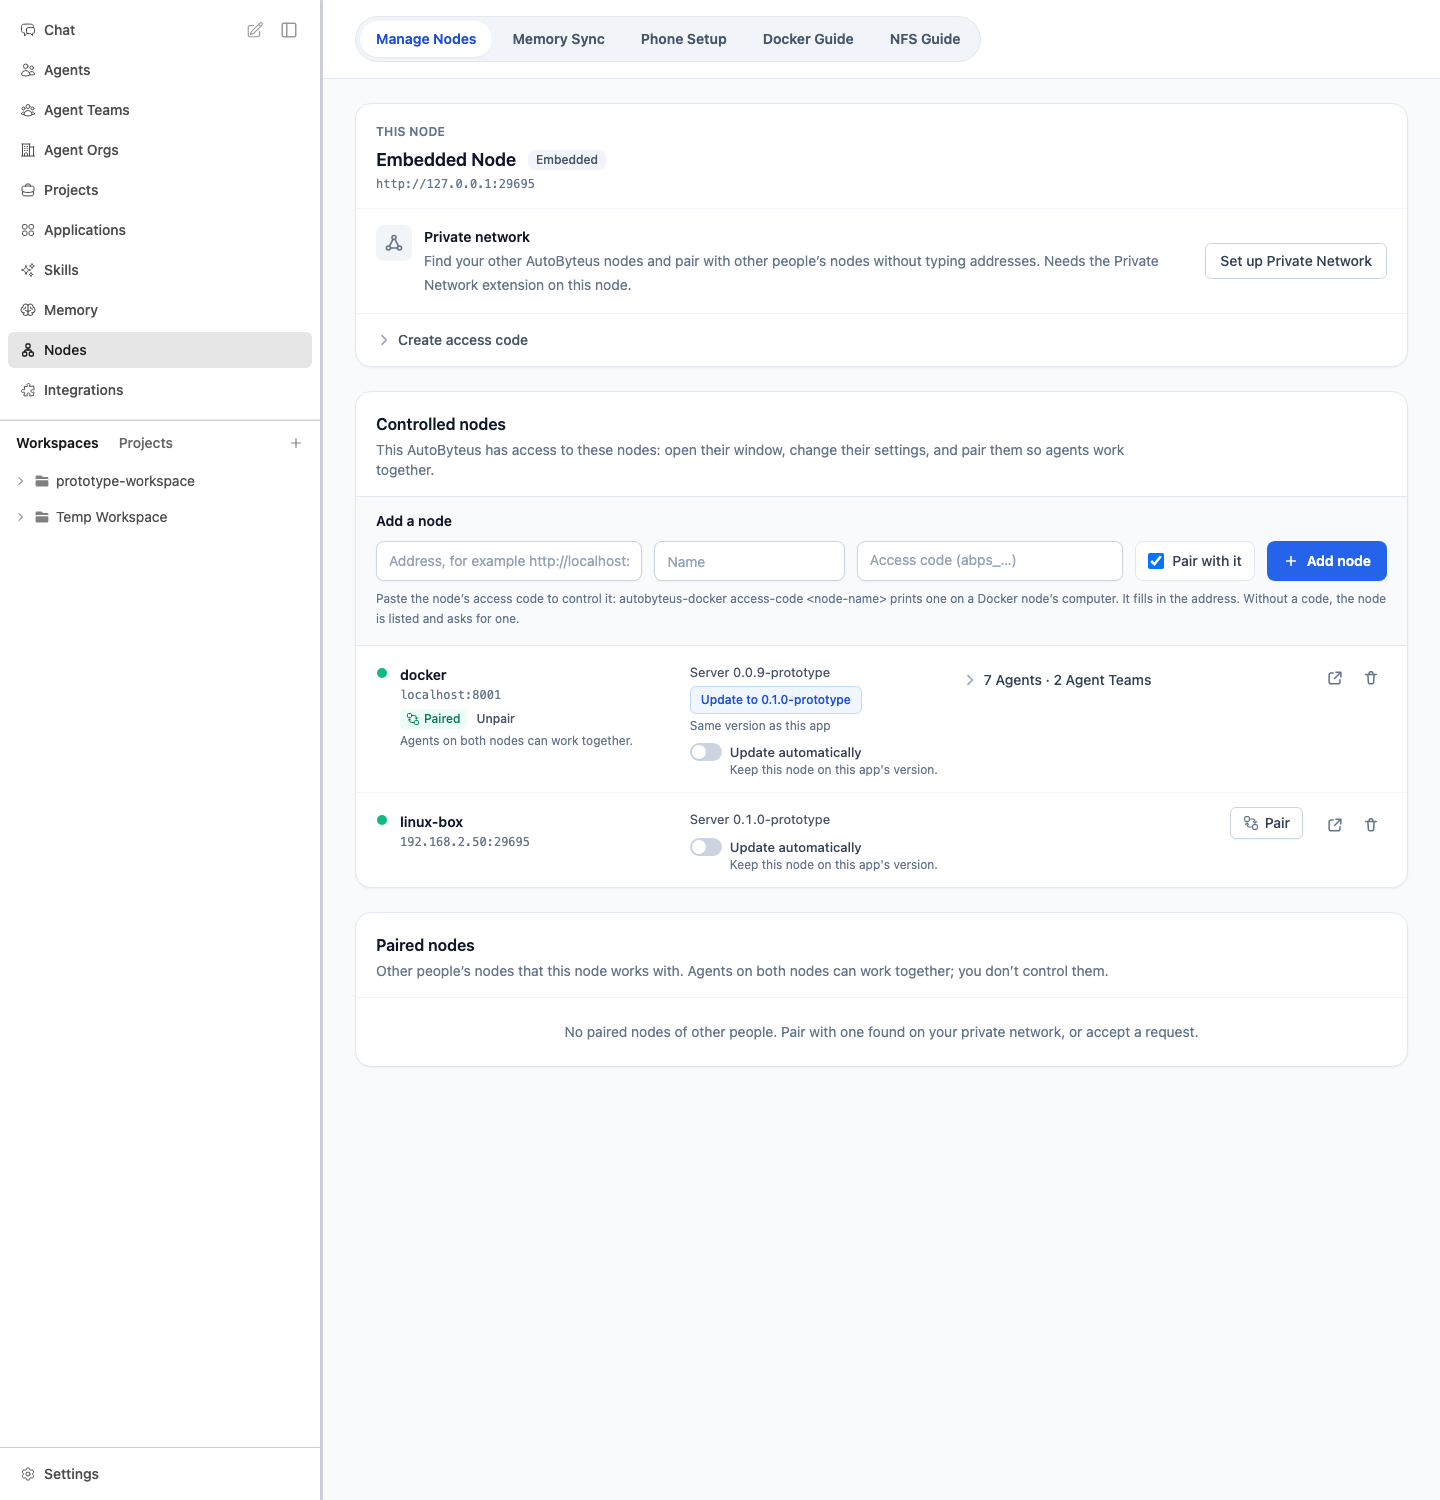 Chat
Agents
Agent Teams
Agent Orgs
Projects
Applications
Skills
Memory
Nodes
Integrations
Workspaces Projects
prototype-workspace
Temp Workspace
Settings
Manage Nodes Memory Sync Phone Setup Docker Guide NFS Guide
THIS NODE
Embedded Node Embedded
http://127.0.0.1:29695
Private network
Find your other AutoByteus nodes and pair with other people’s nodes without typing addresses. Needs the Private
Network extension on this node.
Set up Private Network
Create access code
Controlled nodes
This AutoByteus has access to these nodes: open their window, change their settings, and pair them so agents work
together.
Add a node
Address, for example http://localhost: Name Access code (abps_…) Pair with it Add node
Paste the node’s access code to control it: autobyteus-docker access-code <node-name> prints one on a Docker node’s computer. It fills in the address. Without a code, the node
is listed and asks for one.
docker
localhost:8001
Paired Unpair
Agents on both nodes can work together.
Server 0.0.9-prototype
Update to 0.1.0-prototype
Same version as this app
Update automatically
Keep this node on this app's version.
7 Agents · 2 Agent Teams
linux-box
192.168.2.50:29695
Server 0.1.0-prototype
Update automatically
Keep this node on this app's version.
Pair
Paired nodes
Other people’s nodes that this node works with. Agents on both nodes can work together; you don’t control them.
No paired nodes of other people. Pair with one found on your private network, or accept a request.